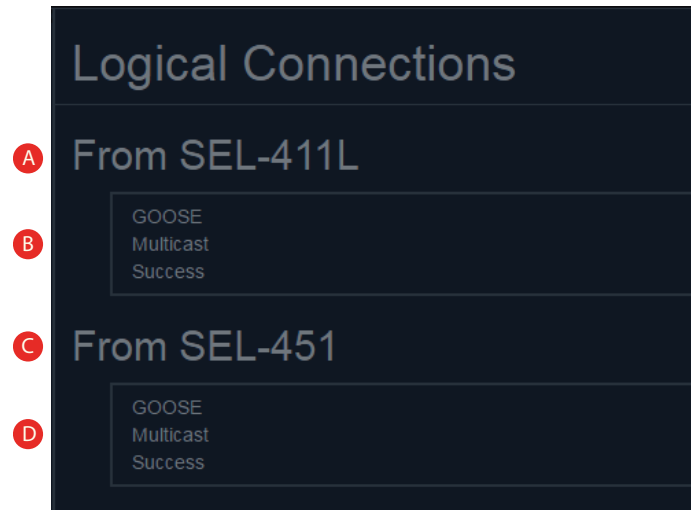 Logical Connections
A From SEL-411L
GOOSE
B Multicast
Success
C From SEL-451
GOOSE
D Multicast
Success